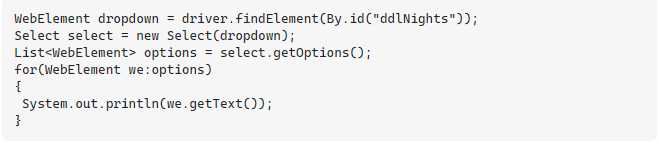 WebElement dropdown = driver.findElement(By.id("ddlNights"));
Select select = new Select(dropdown);
List<WebElement> options = select.getOptions();
for(WebElement we:options)
{
 System.out.println(we.getText());
}